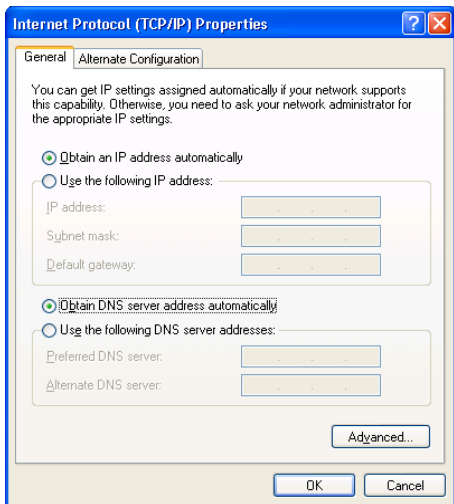 Internet Protocol (TCP/IP) Properties
General
Alternate Configuration
You can get IP settings assigned automatically if your network supports
this capability. Otherwise, you need to ask your network administrator for
the appropriate IP settings.
Obtain an IP address automatically
Use the following IP address:
IP address:
Subnet mask:
Default gateway:
Obtain DNS server address automatically
Use the following DNS server addresses:
Preferred DNS server:
Alternate DNS server:
Advanced...
OK
Cancel